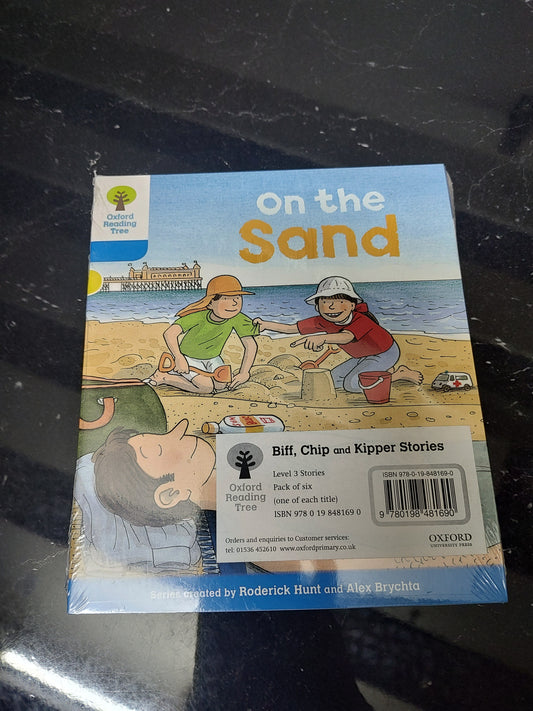 Oxford
Reading
Tree
On the
Sand
Oxford
Reading
Tree
Biff, Chip and Kipper Stories
Level 3 Stories
Pack of six
(one of each title)
ISBN 978 0 19 848169 0
ISBN 978-0-19-848169-0
9 780198 481690
Orders and enquiries to Customer services:
tel: 01536 452610 www.oxfordprimary.co.uk
OXFORD
UNIVERSITY PRESS
Series created by Roderick Hunt and Alex Brychta